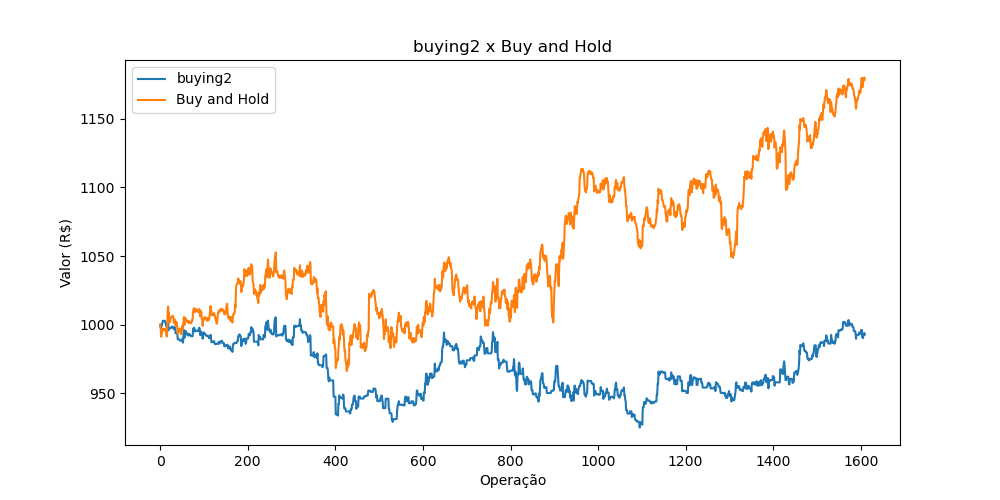 buying2 x Buy and Hold
buying2
Buy and Hold
Valor (R$)
1150
1100
1050
1000
950
0 200 400 600 800 1000 1200 1400 1600
Operação